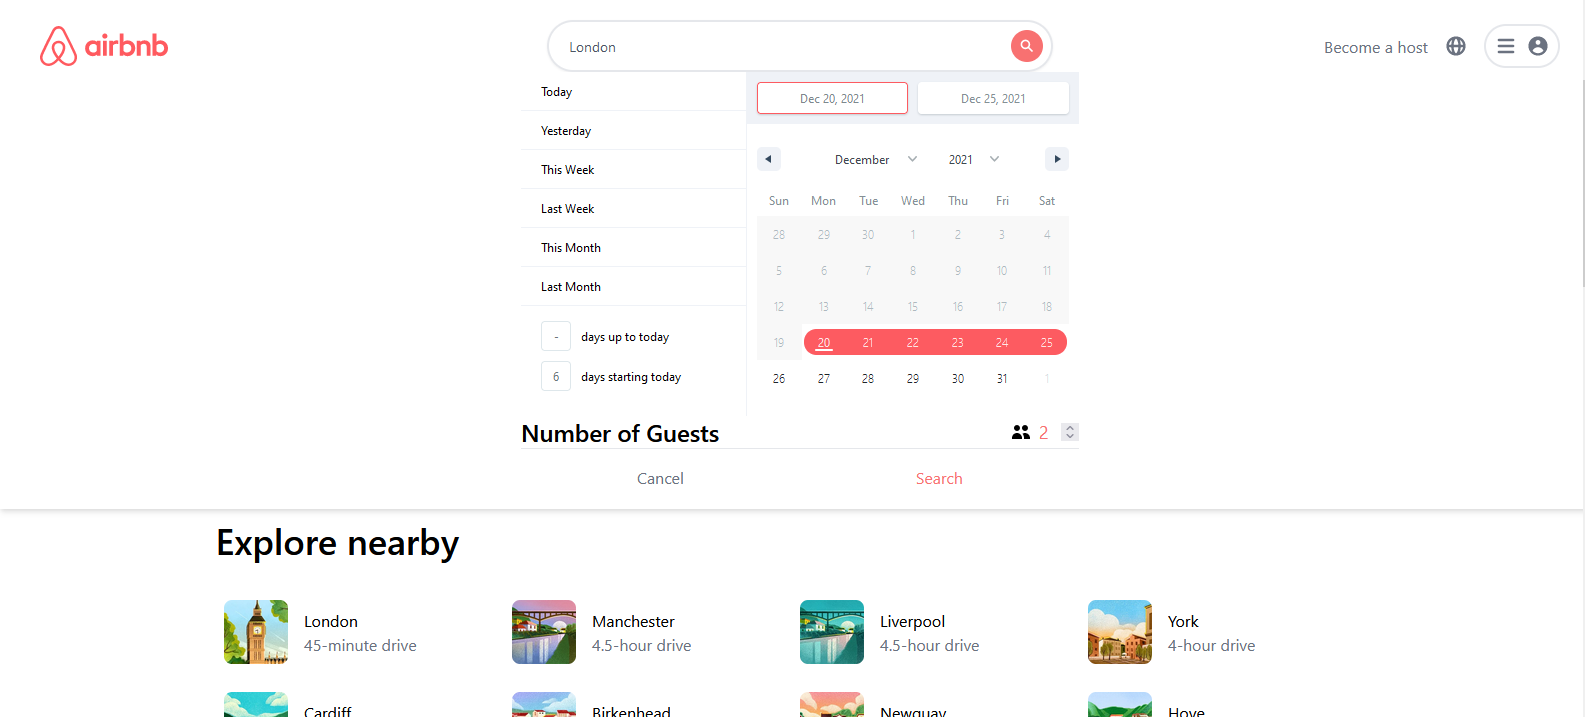 airbnb
London
Become a host
Today
Yesterday
This Week
Last Week
This Month
Last Month
- days up to today
6 days starting today
Dec 20, 2021 Dec 25, 2021
December 2021
Sun Mon Tue Wed Thu Fri Sat
28 29 30 1 2 3 4
5 6 7 8 9 10 11
12 13 14 15 16 17 18
19 20 21 22 23 24 25
26 27 28 29 30 31 1
Number of Guests 2
Cancel Search
Explore nearby
London Manchester Liverpool York
45-minute drive 4.5-hour drive 4.5-hour drive 4-hour drive
Cardiff Birkenhead Newquay Hove